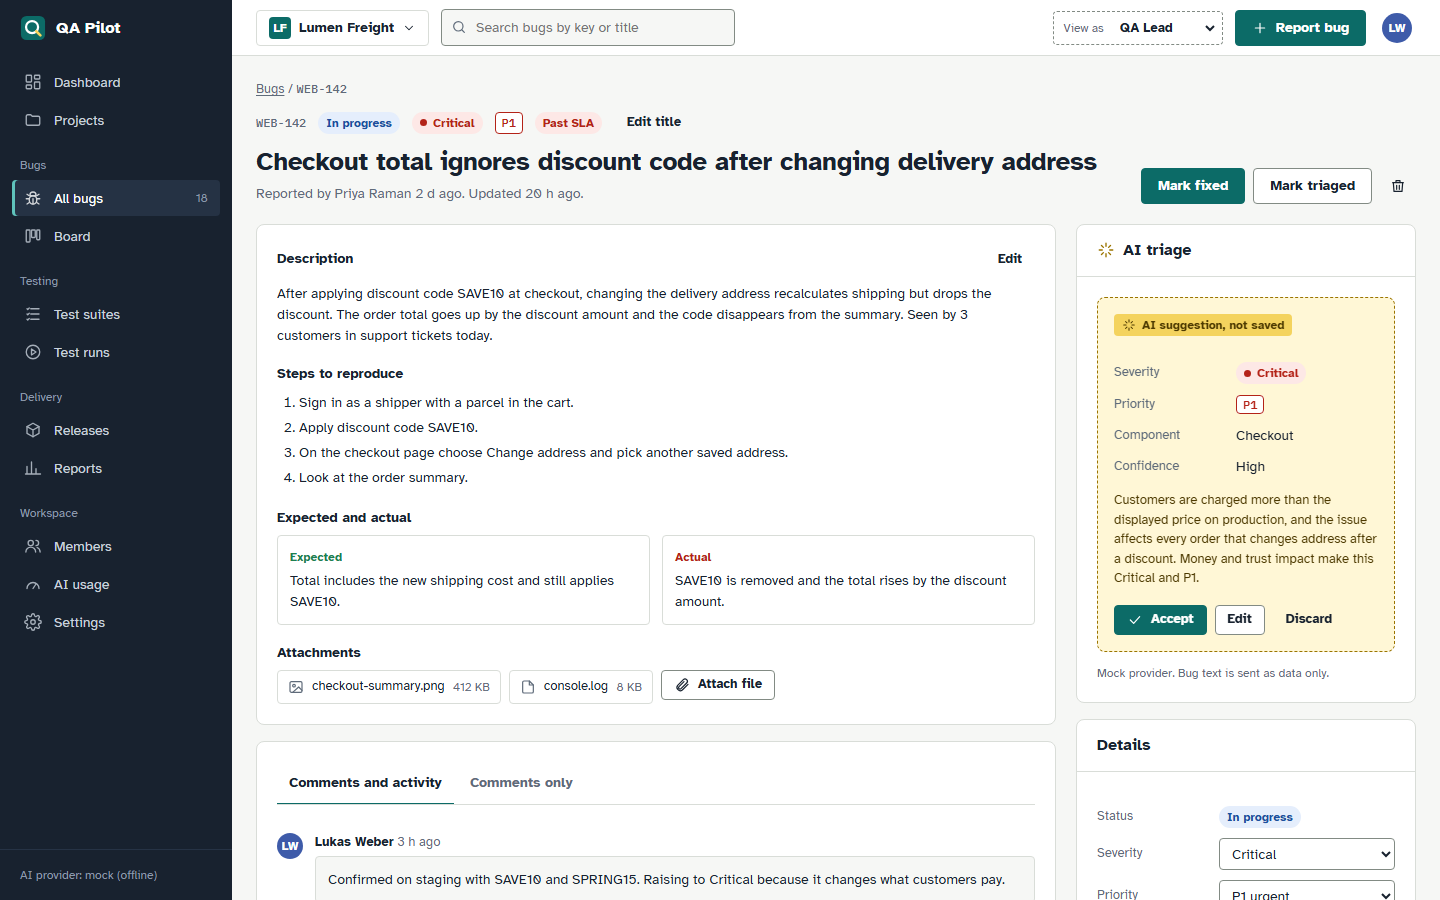 QA Pilot
Dashboard
Projects
Bugs
All bugs 18
Board
Testing
Test suites
Test runs
Delivery
Releases
Reports
Workspace
Members
AI usage
Settings
AI provider: mock (offline)
LF Lumen Freight
Search bugs by key or title
View as QA Lead
Report bug
LW
Bugs / WEB-142
WEB-142 In progress Critical P1 Past SLA Edit title
Checkout total ignores discount code after changing delivery address
Reported by Priya Raman 2 d ago. Updated 20 h ago.
Mark fixed
Mark triaged
Description
Edit
After applying discount code SAVE10 at checkout, changing the delivery address recalculates shipping but drops the
discount. The order total goes up by the discount amount and the code disappears from the summary. Seen by 3
customers in support tickets today.
Steps to reproduce
1. Sign in as a shipper with a parcel in the cart.
2. Apply discount code SAVE10.
3. On the checkout page choose Change address and pick another saved address.
4. Look at the order summary.
Expected and actual
Expected
Total includes the new shipping cost and still applies
SAVE10.
Actual
SAVE10 is removed and the total rises by the discount
amount.
Attachments
checkout-summary.png 412 KB
console.log 8 KB
Attach file
Comments and activity
Comments only
LW
Lukas Weber 3 h ago
Confirmed on staging with SAVE10 and SPRING15. Raising to Critical because it changes what customers pay.
AI triage
AI suggestion, not saved
Severity Critical
Priority P1
Component Checkout
Confidence High
Customers are charged more than the
displayed price on production, and the issue
affects every order that changes address after
a discount. Money and trust impact make this
Critical and P1.
Accept
Edit
Discard
Mock provider. Bug text is sent as data only.
Details
Status In progress
Severity Critical
Priority P1 urgent